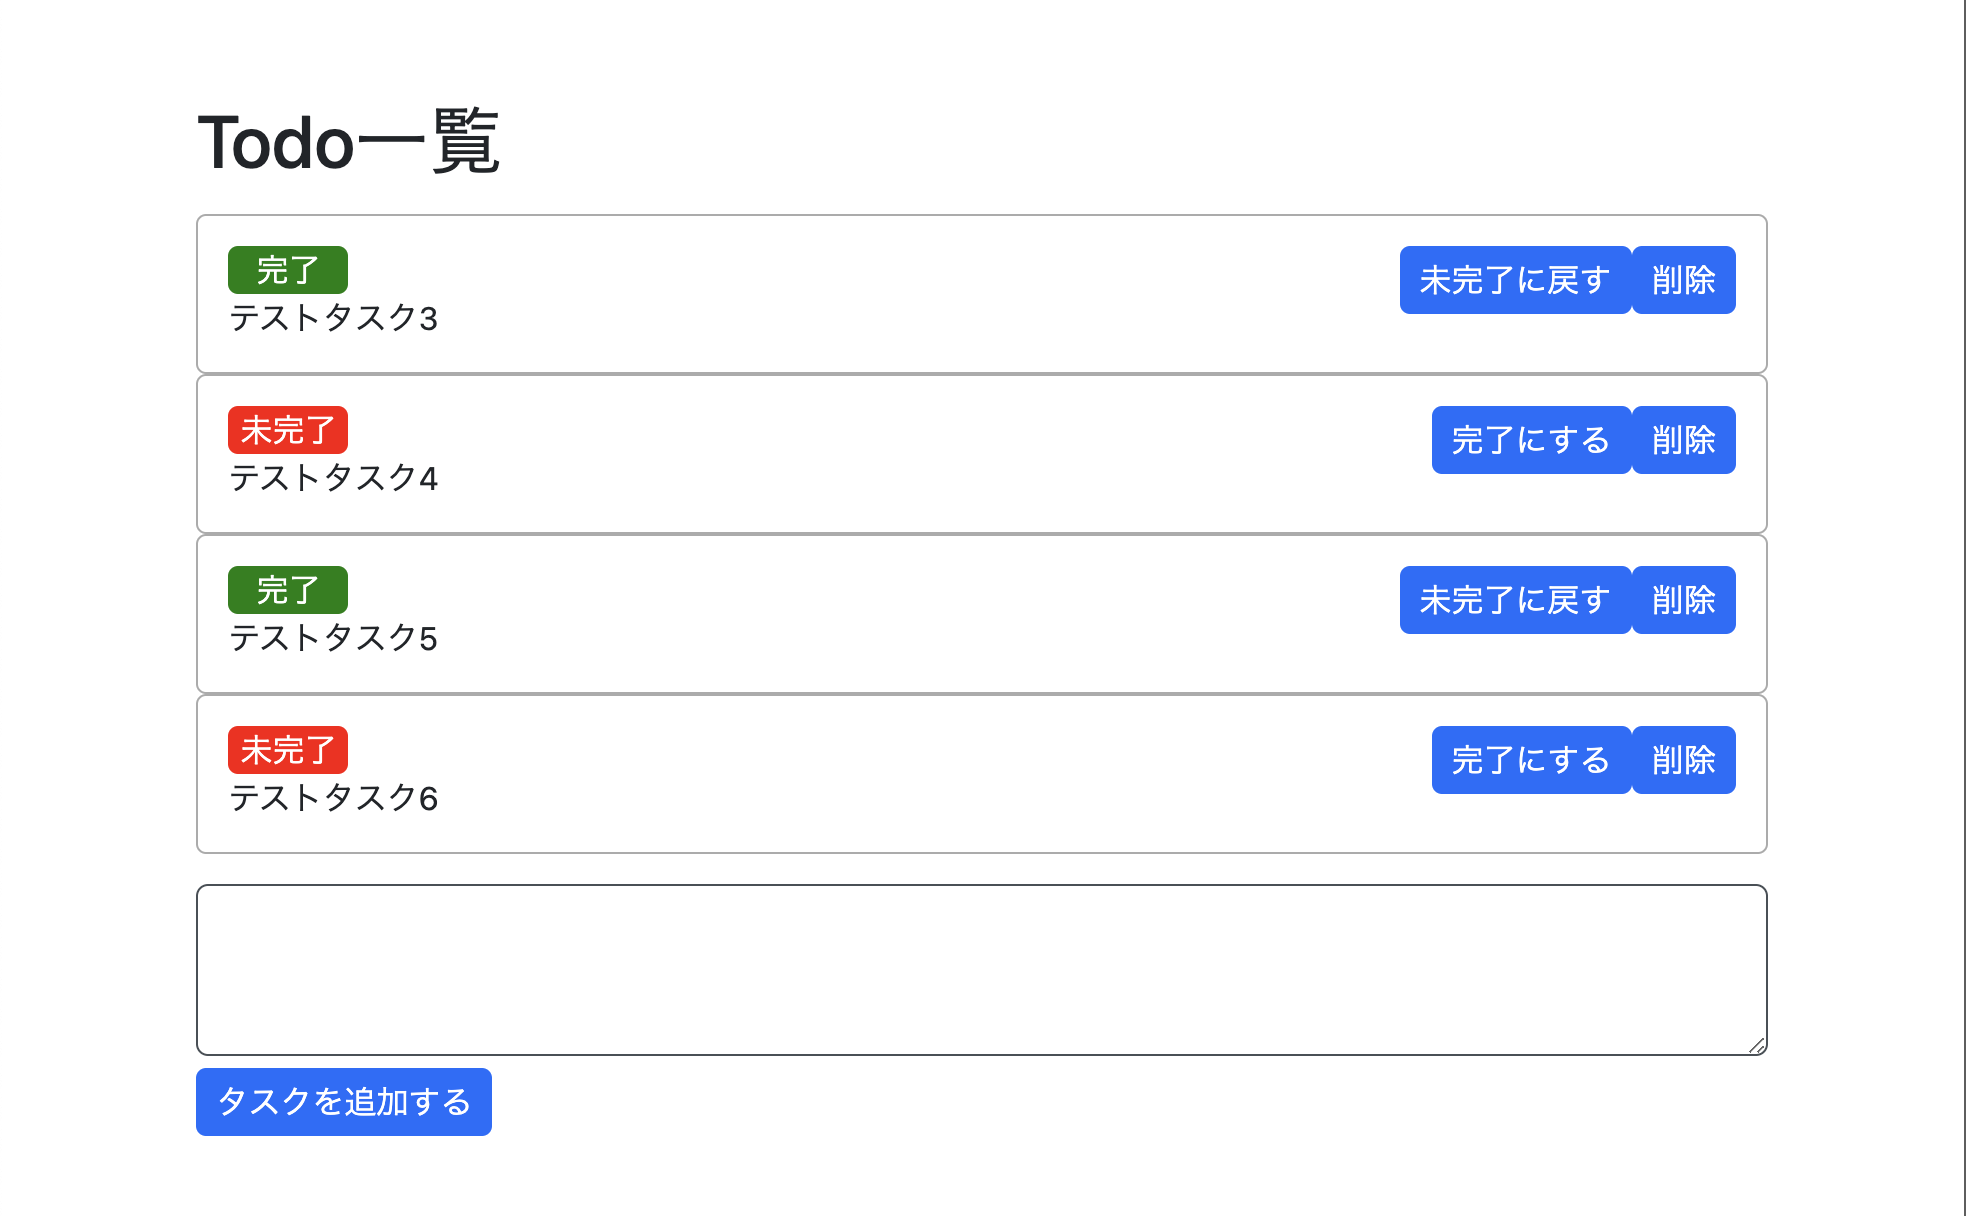 Todo一覧
完了
未完了に戻す 削除
テストタスク3
未完了
完了にする 削除
テストタスク4
完了
未完了に戻す 削除
テストタスク5
未完了
完了にする 削除
テストタスク6
タスクを追加する